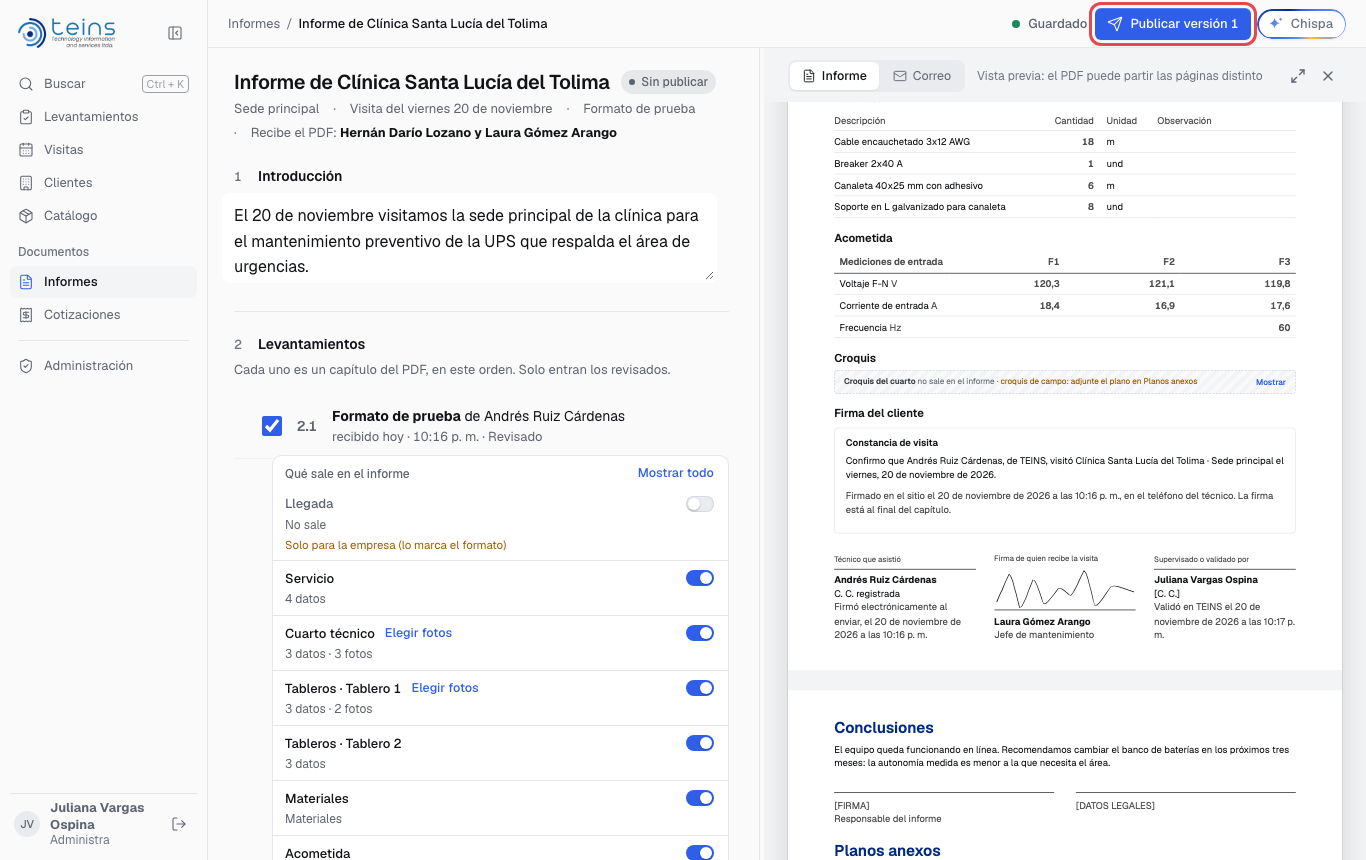 teins
Technology information
and services ltda.
Buscar
Ctrl + K
Levantamientos
Visitas
Clientes
Catálogo
Documentos
Informes
Cotizaciones
Administración
JV
Juliana Vargas
Ospina
Administra
Informes / Informe de Clínica Santa Lucía del Tolima
Guardado
Publicar versión 1
Chispa
Informe de Clínica Santa Lucía del Tolima
Sin publicar
Sede principal · Visita del viernes 20 de noviembre · Formato de prueba
· Recibe el PDF: Hernán Darío Lozano y Laura Gómez Arango
1 Introducción
El 20 de noviembre visitamos la sede principal de la clínica para
el mantenimiento preventivo de la UPS que respalda el área de
urgencias.
2 Levantamientos
Cada uno es un capítulo del PDF, en este orden. Solo entran los revisados.
2.1 Formato de prueba de Andrés Ruiz Cárdenas
recibido hoy · 10:16 p. m. · Revisado
Qué sale en el informe Mostrar todo
Llegada
No sale
Solo para la empresa (lo marca el formato)
Servicio
4 datos
Cuarto técnico Elegir fotos
3 datos · 3 fotos
Tableros · Tablero 1 Elegir fotos
3 datos · 2 fotos
Tableros · Tablero 2
3 datos
Materiales
Materiales
Acometida
Informe
Correo
Vista previa: el PDF puede partir las páginas distinto
Descripción Cantidad Unidad Observación
Cable encauchetado 3x12 AWG 18 m
Breaker 2x40 A 1 und
Canaleta 40x25 mm con adhesivo 6 m
Soporte en L galvanizado para canaleta 8 und
Acometida
Mediciones de entrada F1 F2 F3
Voltaje F-N V 120,3 121,1 119,8
Corriente de entrada A 18,4 16,9 17,6
Frecuencia Hz 60
Croquis
Croquis del cuarto no sale en el informe · croquis de campo: adjunte el plano en Planos anexos Mostrar
Firma del cliente
Constancia de visita
Confirmo que Andrés Ruiz Cárdenas, de TEINS, visitó Clínica Santa Lucía del Tolima · Sede principal el
viernes, 20 de noviembre de 2026.
Firmado en el sitio el 20 de noviembre de 2026 a las 10:16 p. m., en el teléfono del técnico. La firma
está al final del capítulo.
Técnico que asistió
Andrés Ruiz Cárdenas
C. C. registrada
Firmó electrónicamente al
enviar, el 20 de noviembre de
2026 a las 10:16 p. m.
Firma de quien recibe la visita
Laura Gómez Arango
Jefe de mantenimiento
Supervisado o validado por
Juliana Vargas Ospina
[C. C.]
Validó en TEINS el 20 de
noviembre de 2026 a las 10:17 p.
m.
Conclusiones
El equipo queda funcionando en línea. Recomendamos cambiar el banco de baterías en los próximos tres
meses: la autonomía medida es menor a la que necesita el área.
[FIRMA]
Responsable del informe
[DATOS LEGALES]
Planos anexos